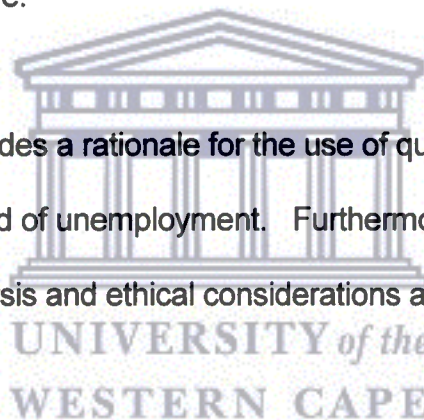 e.
des a rationale for the use of qu
d of unemployment. Furthermo
sis and ethical considerations a
UNIVERSITY of the
WESTERN CAPE